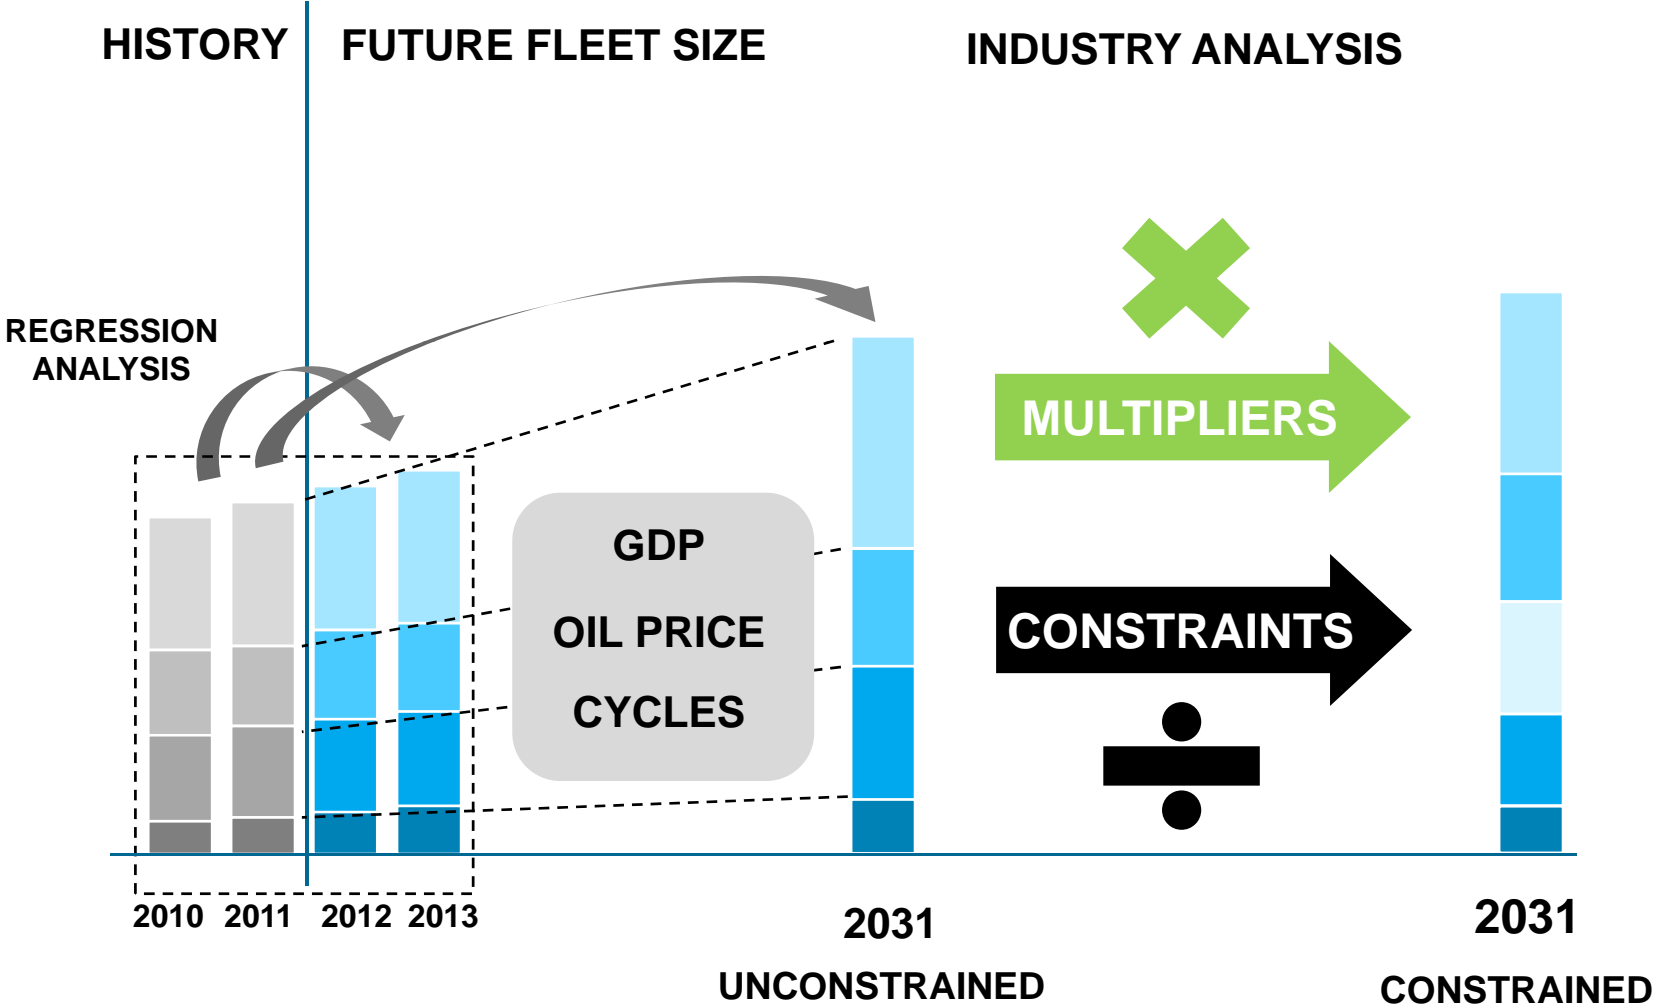 HISTORY
FUTURE FLEET SIZE
INDUSTRY ANALYSIS
REGRESSION
ANALYSIS
MULTIPLIERS
GDP
OIL PRICE
CYCLES
CONSTRAINTS
2010 2011 2012 2013
2031
UNCONSTRAINED
2031
CONSTRAINED